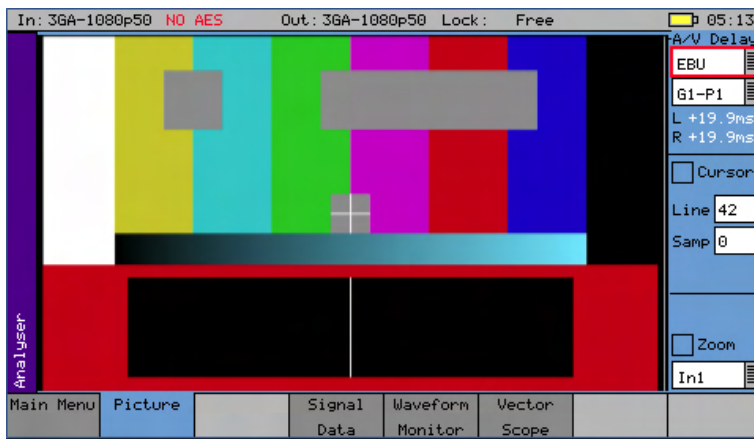 In: 3GA-1080p50 NO AES Out: 3GA-1080p50 Lock: Free 05:13
A/V Delay
EBU
G1-P1
L +19.9ms
R +19.9ms
Cursor
Line 42
Samp 0
Zoom
In1
Analyser
Main Menu Picture Signal Data Waveform Monitor Vector Scope